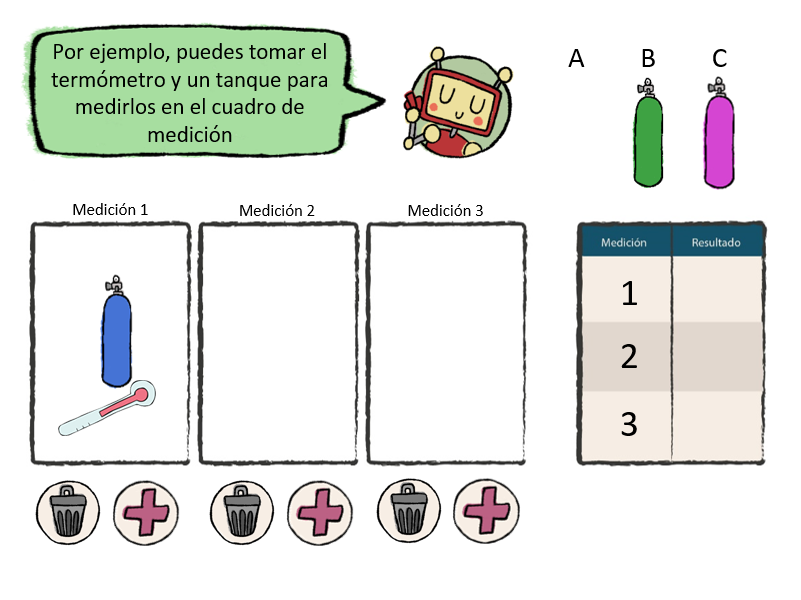 Por ejemplo, puedes tomar el
termómetro y un tanque para
medirlos en el cuadro de
medición
A B C
Medición 1
Medición 2
Medición 3
Medición Resultado
1
2
3